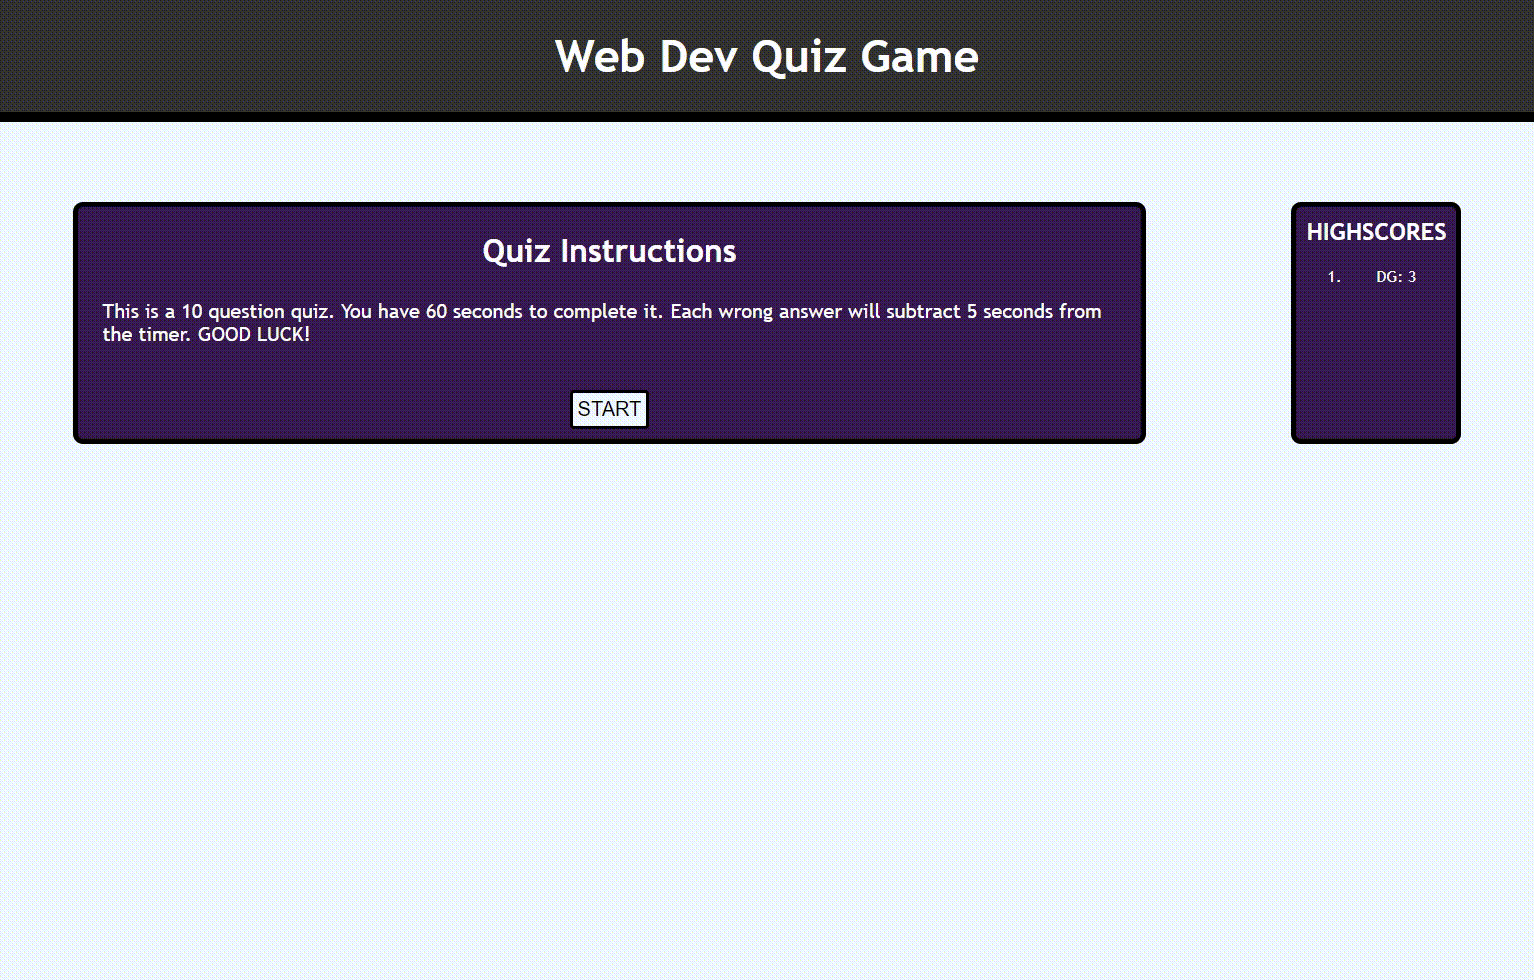 Web Dev Quiz Game
Quiz Instructions
This is a 10 question quiz. You have 60 seconds to complete it. Each wrong answer will subtract 5 seconds from
the timer. GOOD LUCK!
START
HIGHSCORES
1. DG: 3